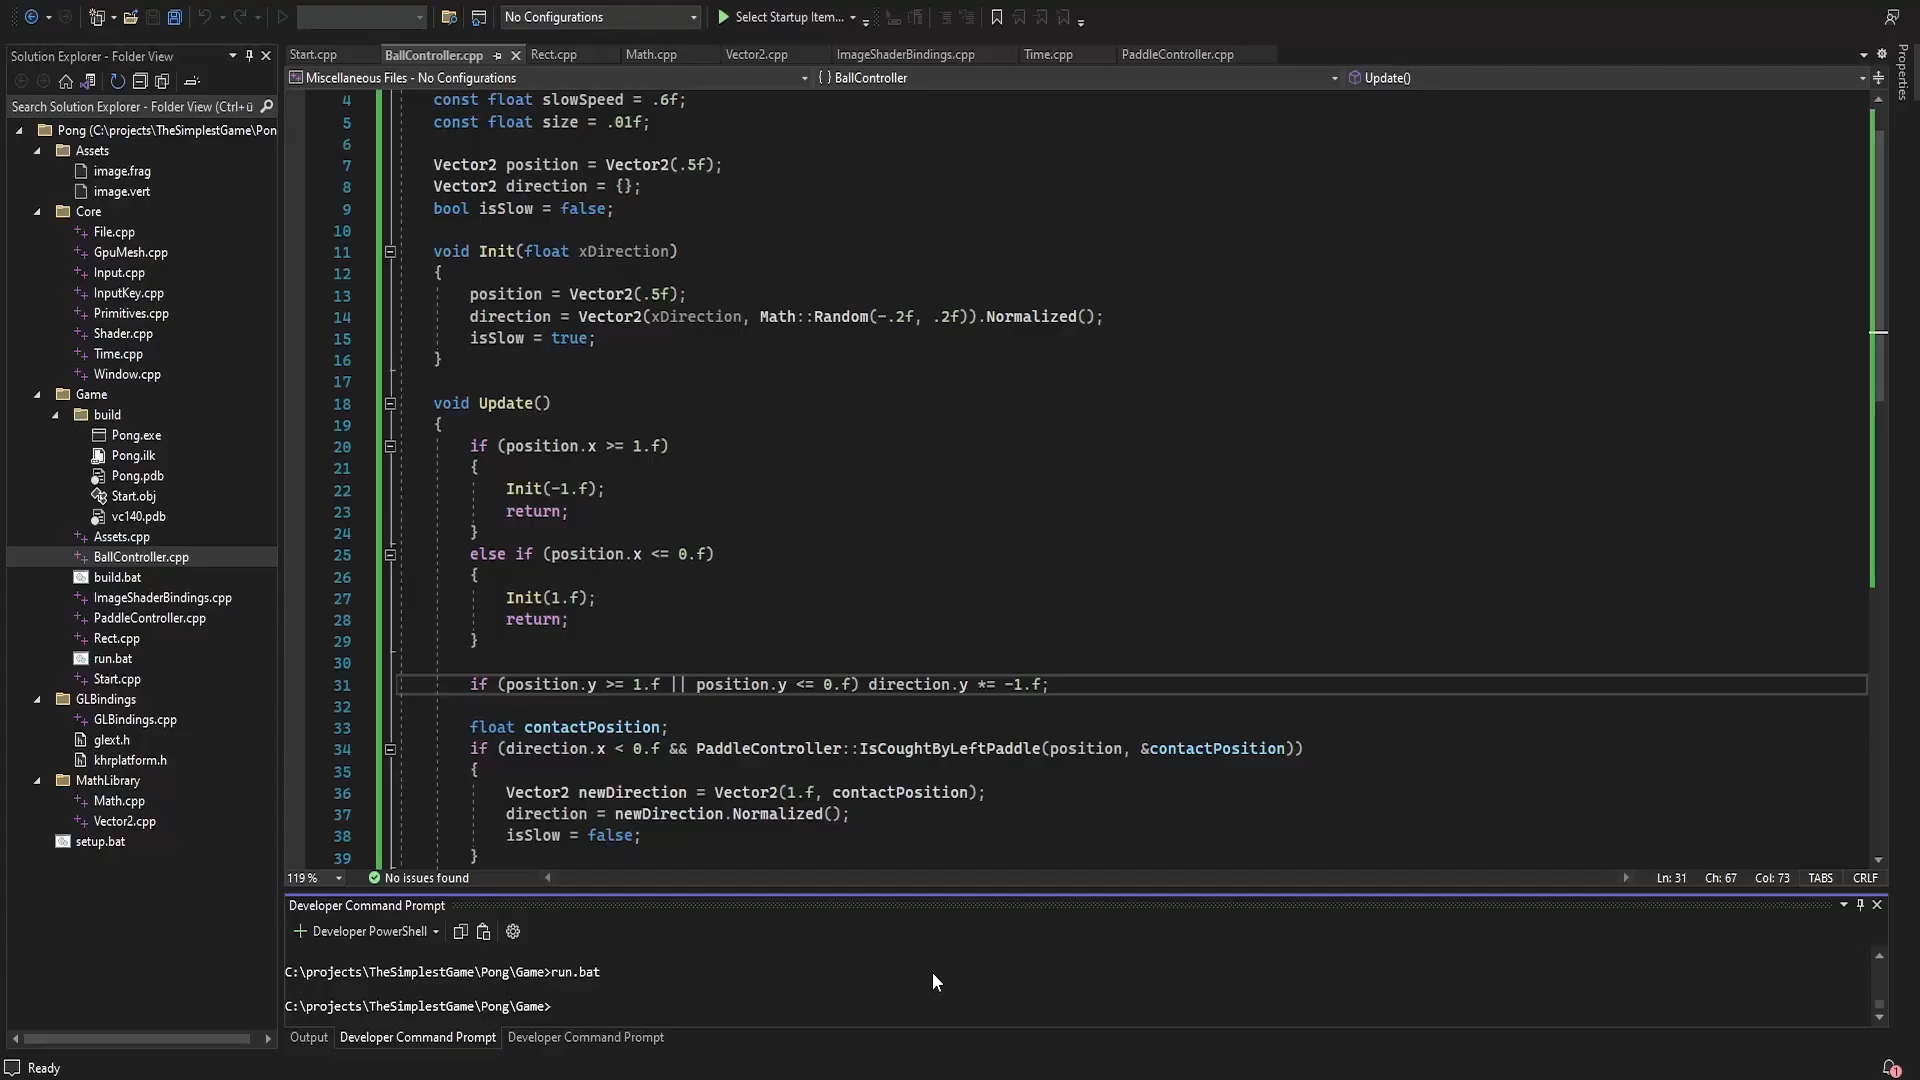 No Configurations
Select Startup Item...
Solution Explorer - Folder View
Search Solution Explorer - Folder View (Ctrl+ü
Pong (C:\projects\TheSimplestGame\Pon
Assets
image.frag
image.vert
Core
File.cpp
GpuMesh.cpp
Input.cpp
InputKey.cpp
Primitives.cpp
Shader.cpp
Time.cpp
Window.cpp
Game
build
Pong.exe
Pong.ilk
Pong.pdb
Start.obj
vc140.pdb
Assets.cpp
BallController.cpp
build.bat
ImageShaderBindings.cpp
PaddleController.cpp
Rect.cpp
run.bat
Start.cpp
GLBindings
GLBindings.cpp
glext.h
khrplatform.h
MathLibrary
Math.cpp
Vector2.cpp
setup.bat
Start.cpp BallController.cpp Rect.cpp Math.cpp Vector2.cpp ImageShaderBindings.cpp Time.cpp PaddleController.cpp
Miscellaneous Files - No Configurations { } BallController Update()
4 const float slowSpeed = .6f;
5 const float size = .01f;
6
7 Vector2 position = Vector2(.5f);
8 Vector2 direction = {};
9 bool isSlow = false;
10
11 void Init(float xDirection)
12 {
13 position = Vector2(.5f);
14 direction = Vector2(xDirection, Math::Random(-.2f, .2f)).Normalized();
15 isSlow = true;
16 }
17
18 void Update()
19 {
20 if (position.x >= 1.f)
21 {
22 Init(-1.f);
23 return;
24 }
25 else if (position.x <= 0.f)
26 {
27 Init(1.f);
28 return;
29 }
30
31 if (position.y >= 1.f || position.y <= 0.f) direction.y *= -1.f;
32
33 float contactPosition;
34 if (direction.x < 0.f && PaddleController::IsCoughtByLeftPaddle(position, &contactPosition))
35 {
36 Vector2 newDirection = Vector2(1.f, contactPosition);
37 direction = newDirection.Normalized();
38 isSlow = false;
39 }
119 % No issues found Ln: 31 Ch: 67 Col: 73 TABS CRLF
Developer Command Prompt
Developer PowerShell
C:\projects\TheSimplestGame\Pong\Game>run.bat
C:\projects\TheSimplestGame\Pong\Game>
Output Developer Command Prompt Developer Command Prompt
Properties
Ready
1